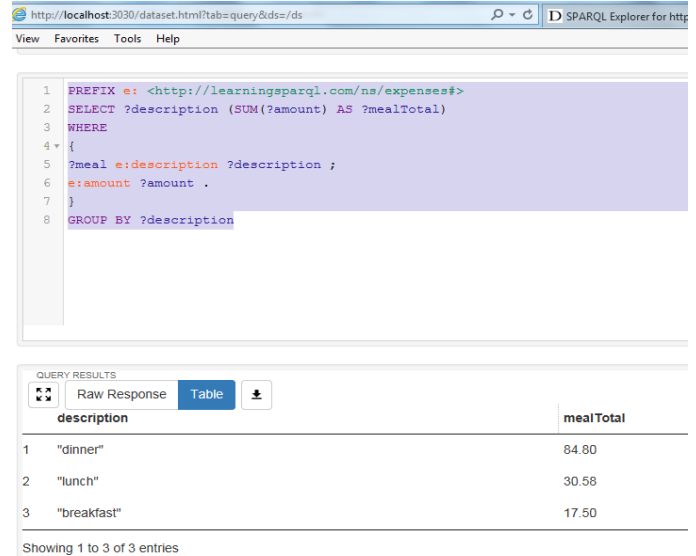 http://localhost:3030/dataset.html?tab=query&ds=/ds
SPARQL Explorer for http
View Favorites Tools Help
1 PREFIX e: <http://learningsparql.com/ns/expenses#>
2 SELECT ?description (SUM(?amount) AS ?mealTotal)
3 WHERE
4 {
5 ?meal e:description ?description ;
6 e:amount ?amount .
7 }
8 GROUP BY ?description
QUERY RESULTS
Raw Response Table
description mealTotal
1 "dinner" 84.80
2 "lunch" 30.58
3 "breakfast" 17.50
Showing 1 to 3 of 3 entries